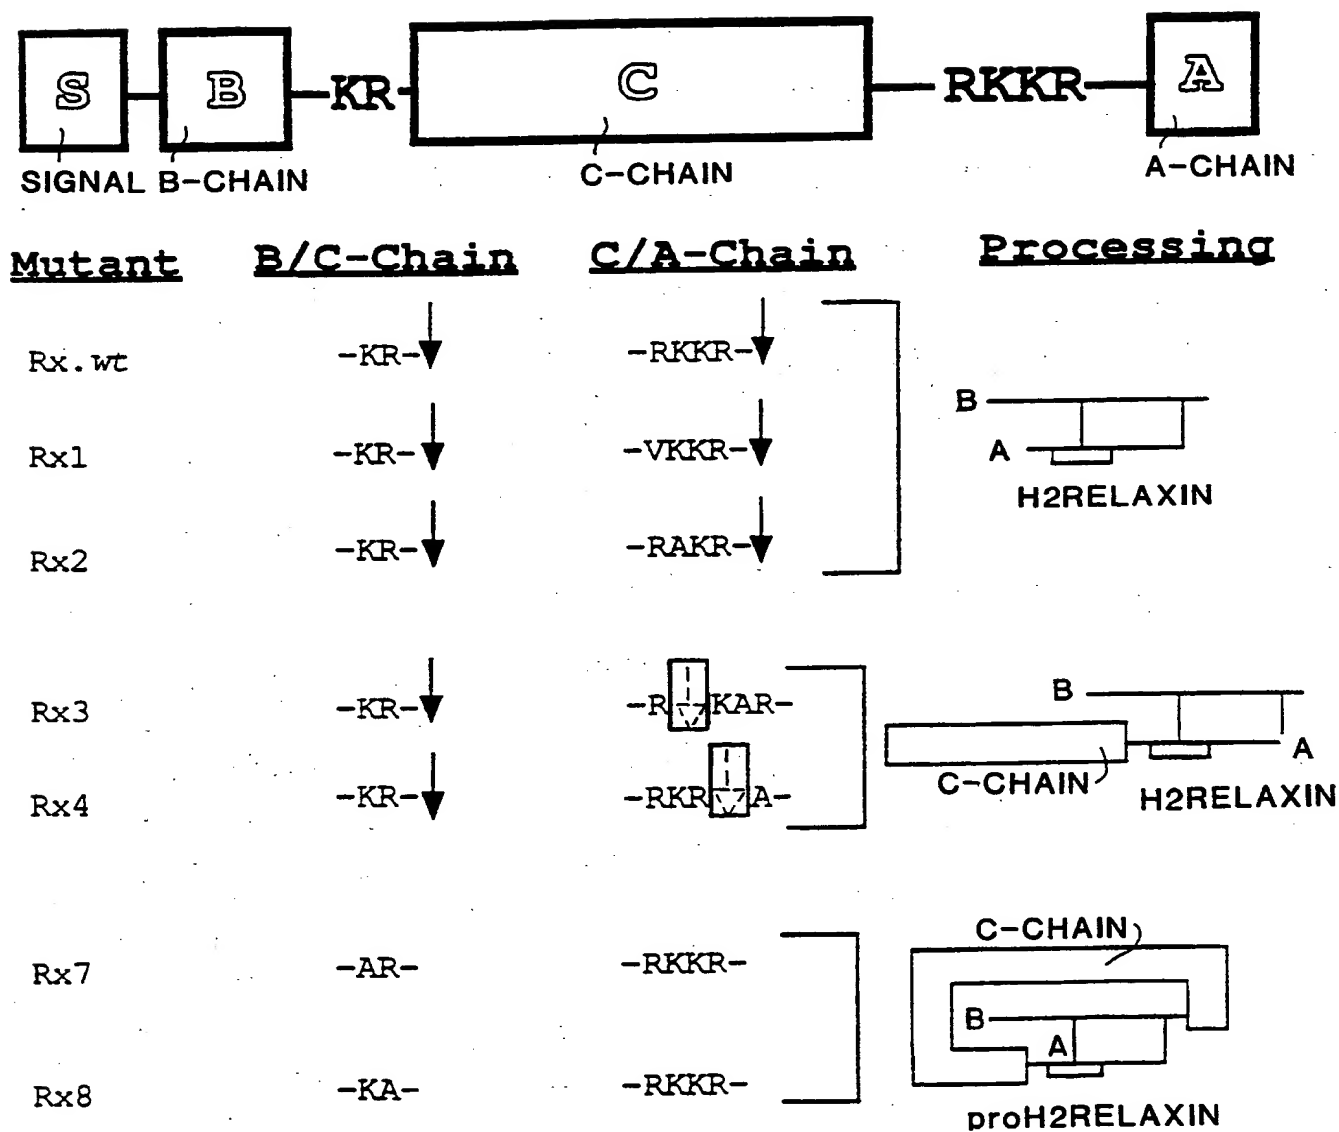 S B KR C RKKR A
SIGNAL B-CHAIN C-CHAIN A-CHAIN
Mutant B/C-Chain C/A-Chain Processing
Rx.wt -KR- -RKKR-
B
Rx1 -KR- -VKKR-
A
H2RELAXIN
Rx2 -KR- -RAKR-
B
Rx3 -KR- -R KAR-
A
C-CHAIN H2RELAXIN
Rx4 -KR- -RKR A-
C-CHAIN
Rx7 -AR- -RKKR-
B
A
Rx8 -KA- -RKKR-
proH2RELAXIN